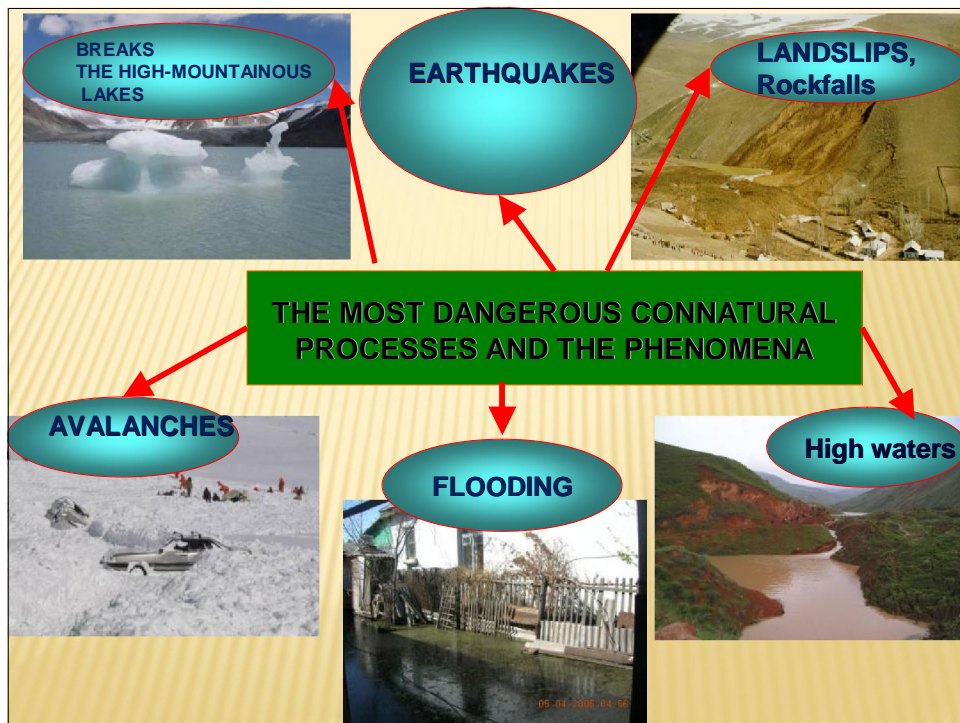 BREAKS
THE HIGH-MOUNTAINOUS
LAKES
EARTHQUAKES
LANDSLIPS,
Rockfalls
THE MOST DANGEROUS CONNATURAL
PROCESSES AND THE PHENOMENA
AVALANCHES
FLOODING
High waters